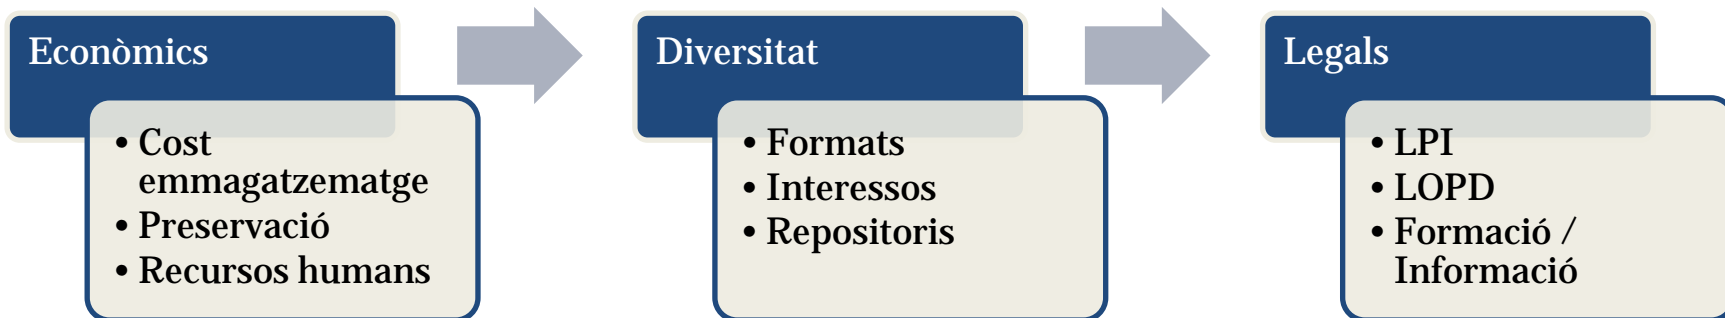 Econòmics
• Cost
emmagatzematge
• Preservació
• Recursos humans
Diversitat
• Formats
• Interessos
• Repositoris
Legals
• LPI
• LOPD
• Formació /
Informació